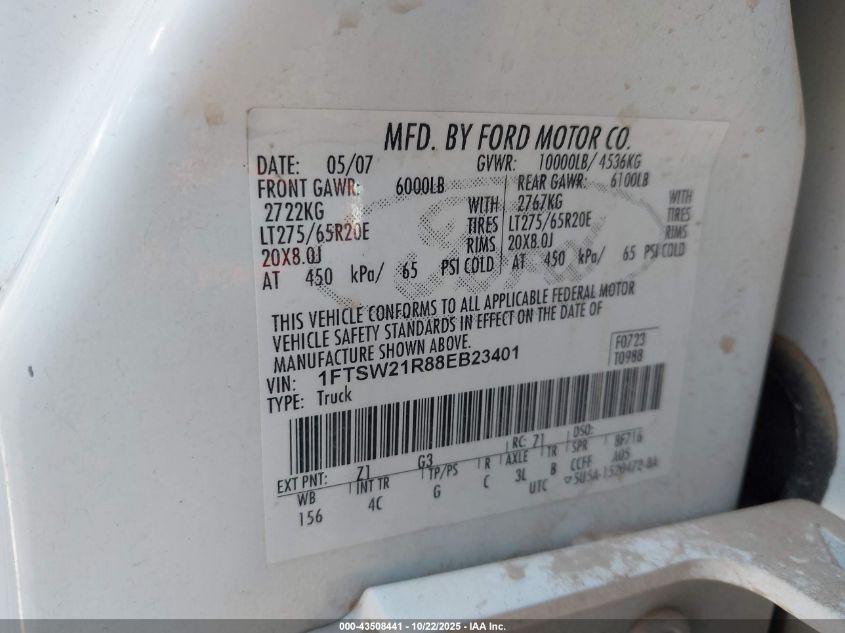 MFD. BY FORD MOTOR CO.
DATE: 05/07 GVWR: 10000LB/ 4536KG
FRONT GAWR: 6000LB REAR GAWR: 6100LB
2722KG WITH 2767KG WITH
LT275/65R20E TIRES LT275/65R20E TIRES
20X8.0J RIMS 20X8.0J RIMS
AT 450 kPa/ 65 PSI COLD AT 450 kPa/ 65 PSI COLD
THIS VEHICLE CONFORMS TO ALL APPLICABLE FEDERAL MOTOR
VEHICLE SAFETY STANDARDS IN EFFECT ON THE DATE OF
MANUFACTURE SHOWN ABOVE.
VIN: 1FTSW21R88EB23401
F0723
T0988
TYPE: Truck
EXT PNT: Z1 G3 RC: Z1 DSO:
WB INT TR TP/PS R AXLE TR SPR 8F716
156 4C G C 3L B CCFF A05
UTC 5U5A-1520472-BA
000-43508441 - 10/22/2025 - IAA Inc.